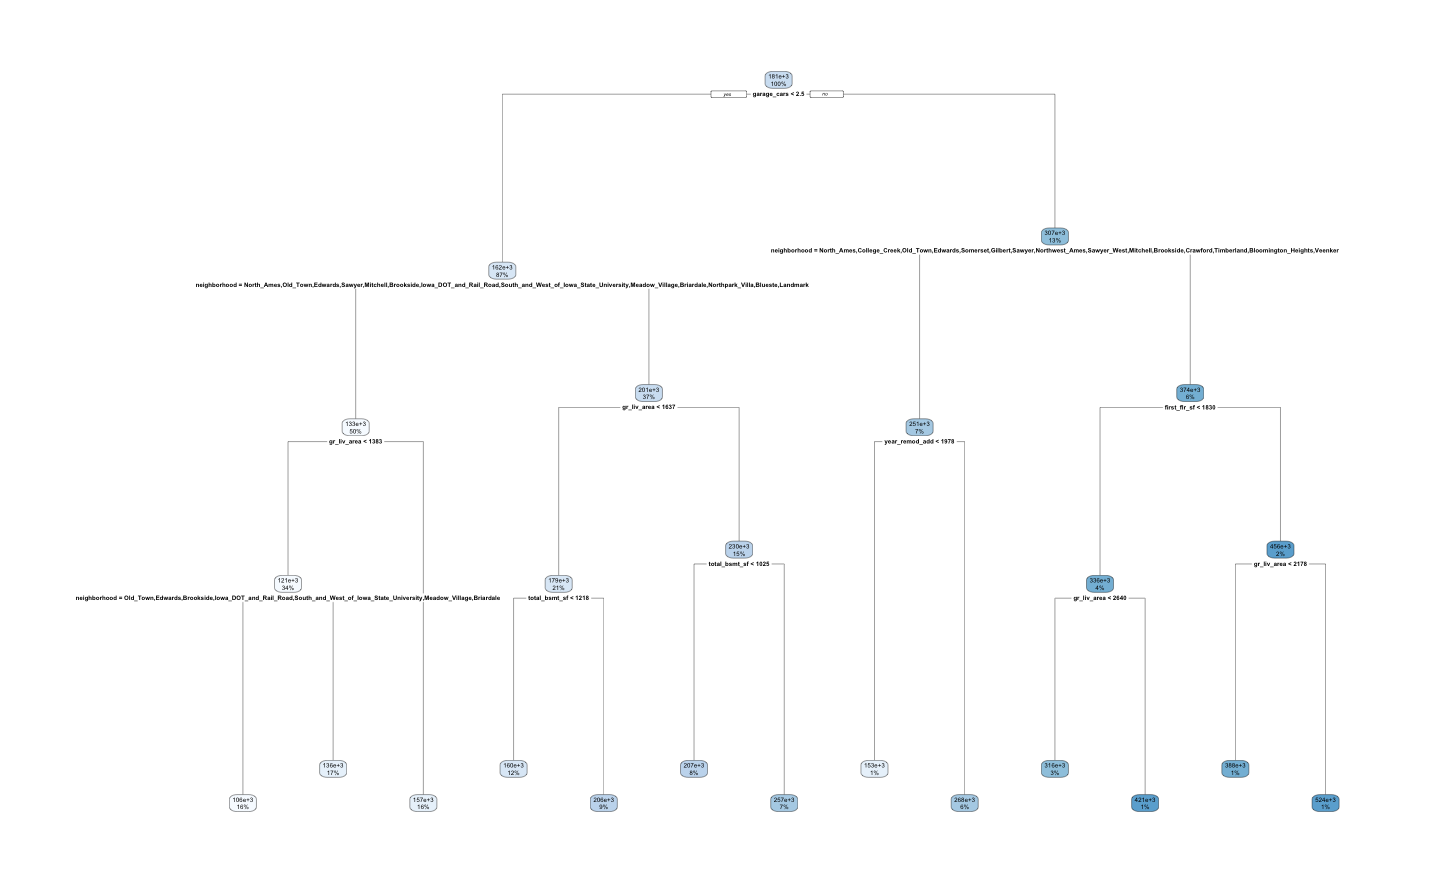 181e+3
100%
yes
garage_cars < 2.5
no
307e+3
13%
neighborhood = North_Ames,College_Creek,Old_Town,Edwards,Somerset,Gilbert,Sawyer,Northwest_Ames,Sawyer_West,Mitchell,Brookside,Crawford,Timberland,Bloomington_Heights,Veenker
162e+3
87%
neighborhood = North_Ames,Old_Town,Edwards,Sawyer,Mitchell,Brookside,Iowa_DOT_and_Rail_Road,South_and_West_of_Iowa_State_University,Meadow_Village,Briardale,Northpark_Villa,Blueste,Landmark
201e+3
37%
gr_liv_area < 1637
374e+3
6%
first_flr_sf < 1830
133e+3
50%
gr_liv_area < 1383
251e+3
7%
year_remod_add < 1978
230e+3
15%
total_bsmt_sf < 1025
456e+3
2%
gr_liv_area < 2178
121e+3
34%
neighborhood = Old_Town,Edwards,Brookside,Iowa_DOT_and_Rail_Road,South_and_West_of_Iowa_State_University,Meadow_Village,Briardale
179e+3
21%
total_bsmt_sf < 1218
336e+3
4%
gr_liv_area < 2640
136e+3
17%
160e+3
12%
207e+3
8%
153e+3
1%
316e+3
3%
388e+3
1%
106e+3
16%
157e+3
16%
206e+3
9%
257e+3
7%
268e+3
6%
421e+3
1%
524e+3
1%